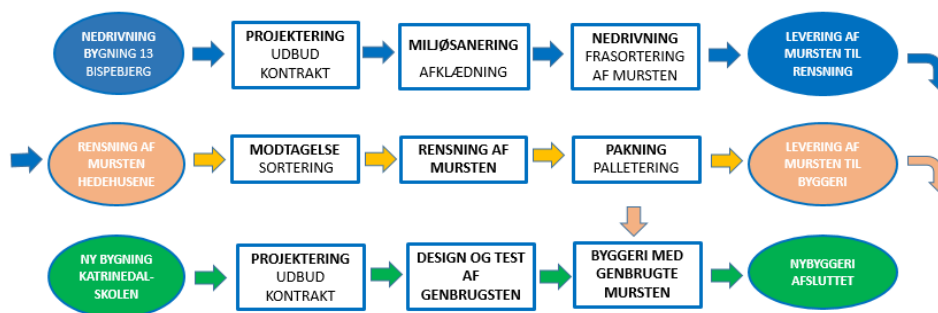 NEDRIVNING
BYGNING 13
BISPEBJERG
PROJEKTERING
UDBUD
KONTRAKT
MILJØSANERING
AFKLÆDNING
NEDRIVNING
FRASORTERING
AF MURSTEN
LEVERING AF
MURSTEN TIL
RENSNING
RENSNING AF
MURSTEN
HEDEHUSENE
MODTAGELSE
SORTERING
RENSNING AF
MURSTEN
PAKNING
PALLETERING
LEVERING AF
MURSTEN TIL
BYGGERI
NY BYGNING
KATRINEDAL-
SKOLEN
PROJEKTERING
UDBUD
KONTRAKT
DESIGN OG TEST
AF
GENBRUGSTEN
BYGGERI MED
GENBRUGTE
MURSTEN
NYBYGGERI
AFSLUTTET